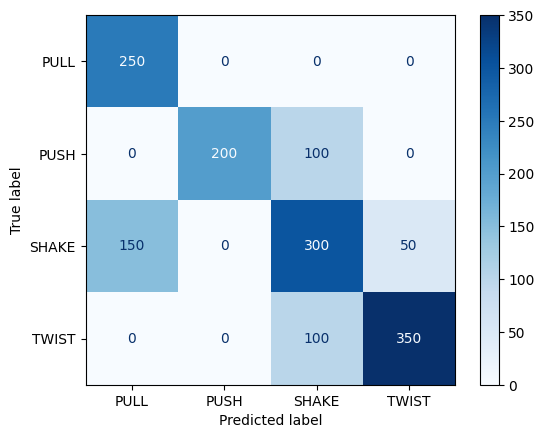 PULL 250 0 0 0
PUSH 0 200 100 0
SHAKE 150 0 300 50
TWIST 0 0 100 350
PULL PUSH SHAKE TWIST
Predicted label
True label
350
300
250
200
150
100
50
0